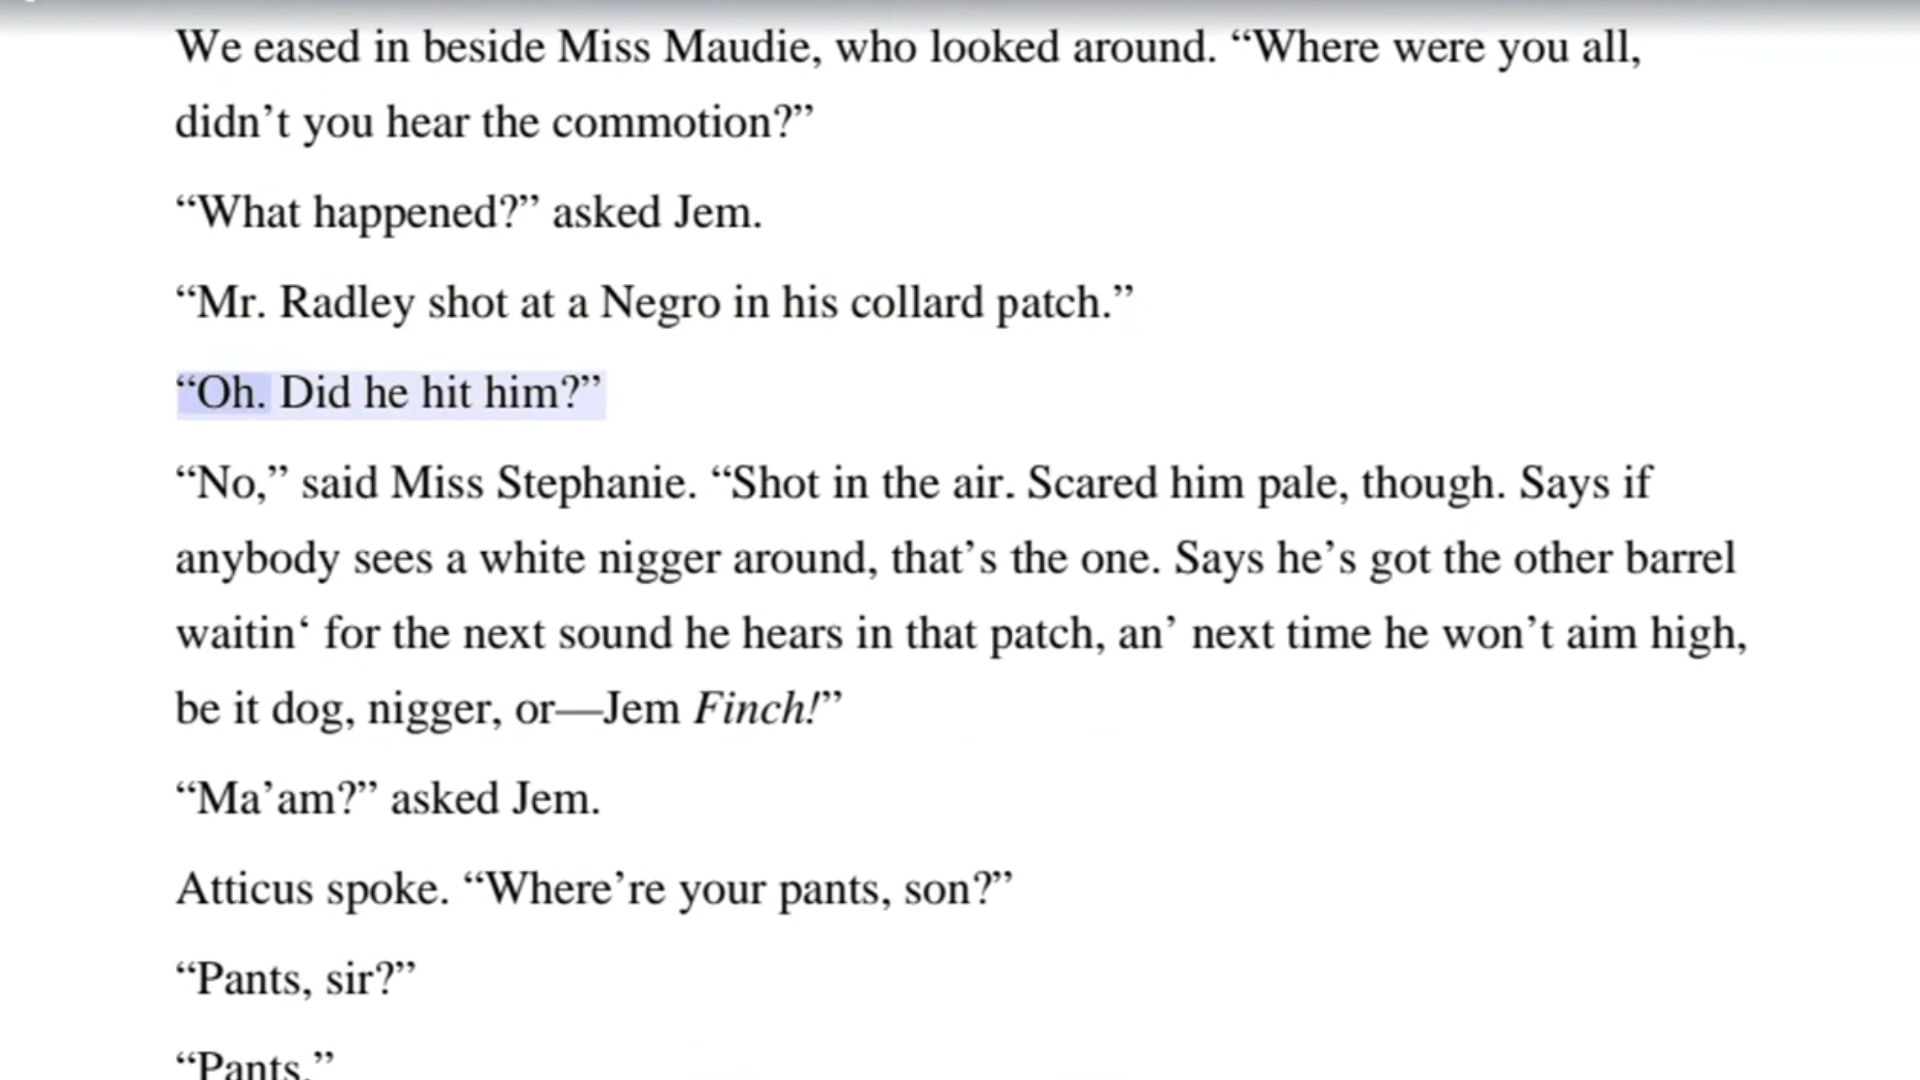 We eased in beside Miss Maudie, who looked around. “Where were you all,
didn’t you hear the commotion?”
“What happened?” asked Jem.
“Mr. Radley shot at a Negro in his collard patch.”
“Oh. Did he hit him?”
“No,” said Miss Stephanie. “Shot in the air. Scared him pale, though. Says if
anybody sees a white nigger around, that’s the one. Says he’s got the other barrel
waitin‘ for the next sound he hears in that patch, an’ next time he won’t aim high,
be it dog, nigger, or—Jem Finch!”
“Ma’am?” asked Jem.
Atticus spoke. “Where’re your pants, son?”
“Pants, sir?”
“Pants.”